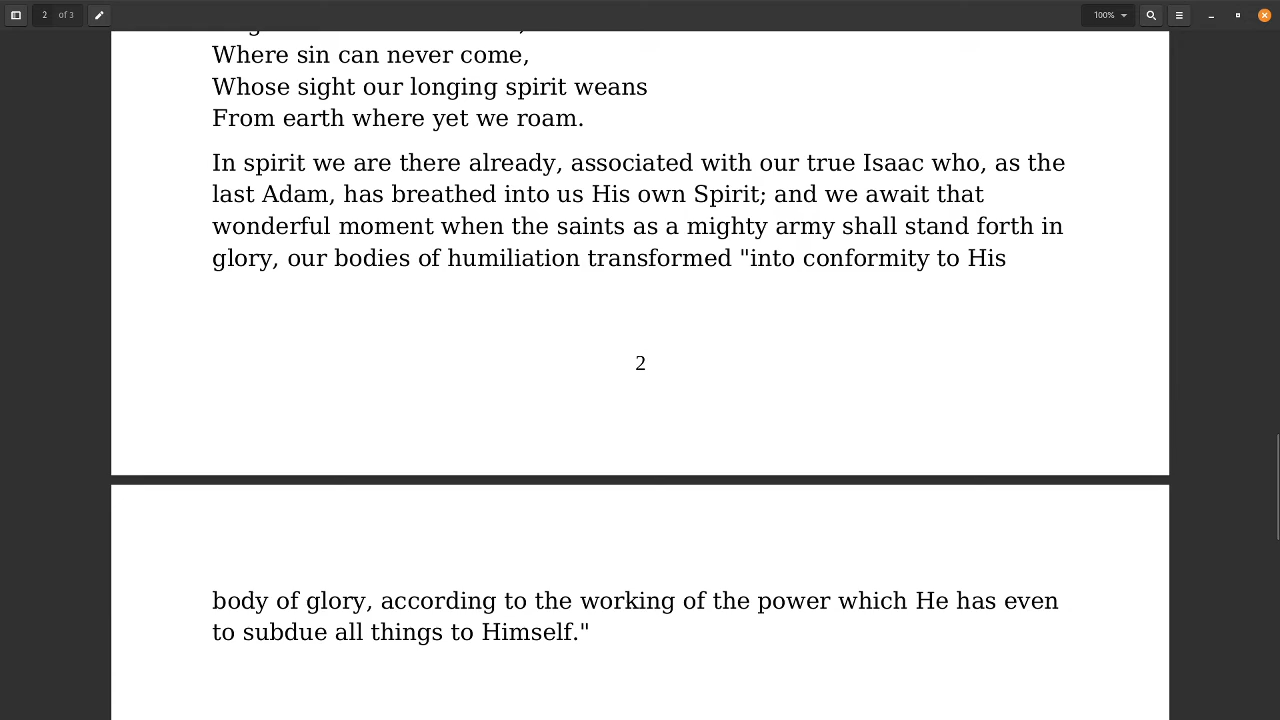 2 of 3
100%
Where sin can never come,
Whose sight our longing spirit weans
From earth where yet we roam.
In spirit we are there already, associated with our true Isaac who, as the
last Adam, has breathed into us His own Spirit; and we await that
wonderful moment when the saints as a mighty army shall stand forth in
glory, our bodies of humiliation transformed "into conformity to His
2
body of glory, according to the working of the power which He has even
to subdue all things to Himself."